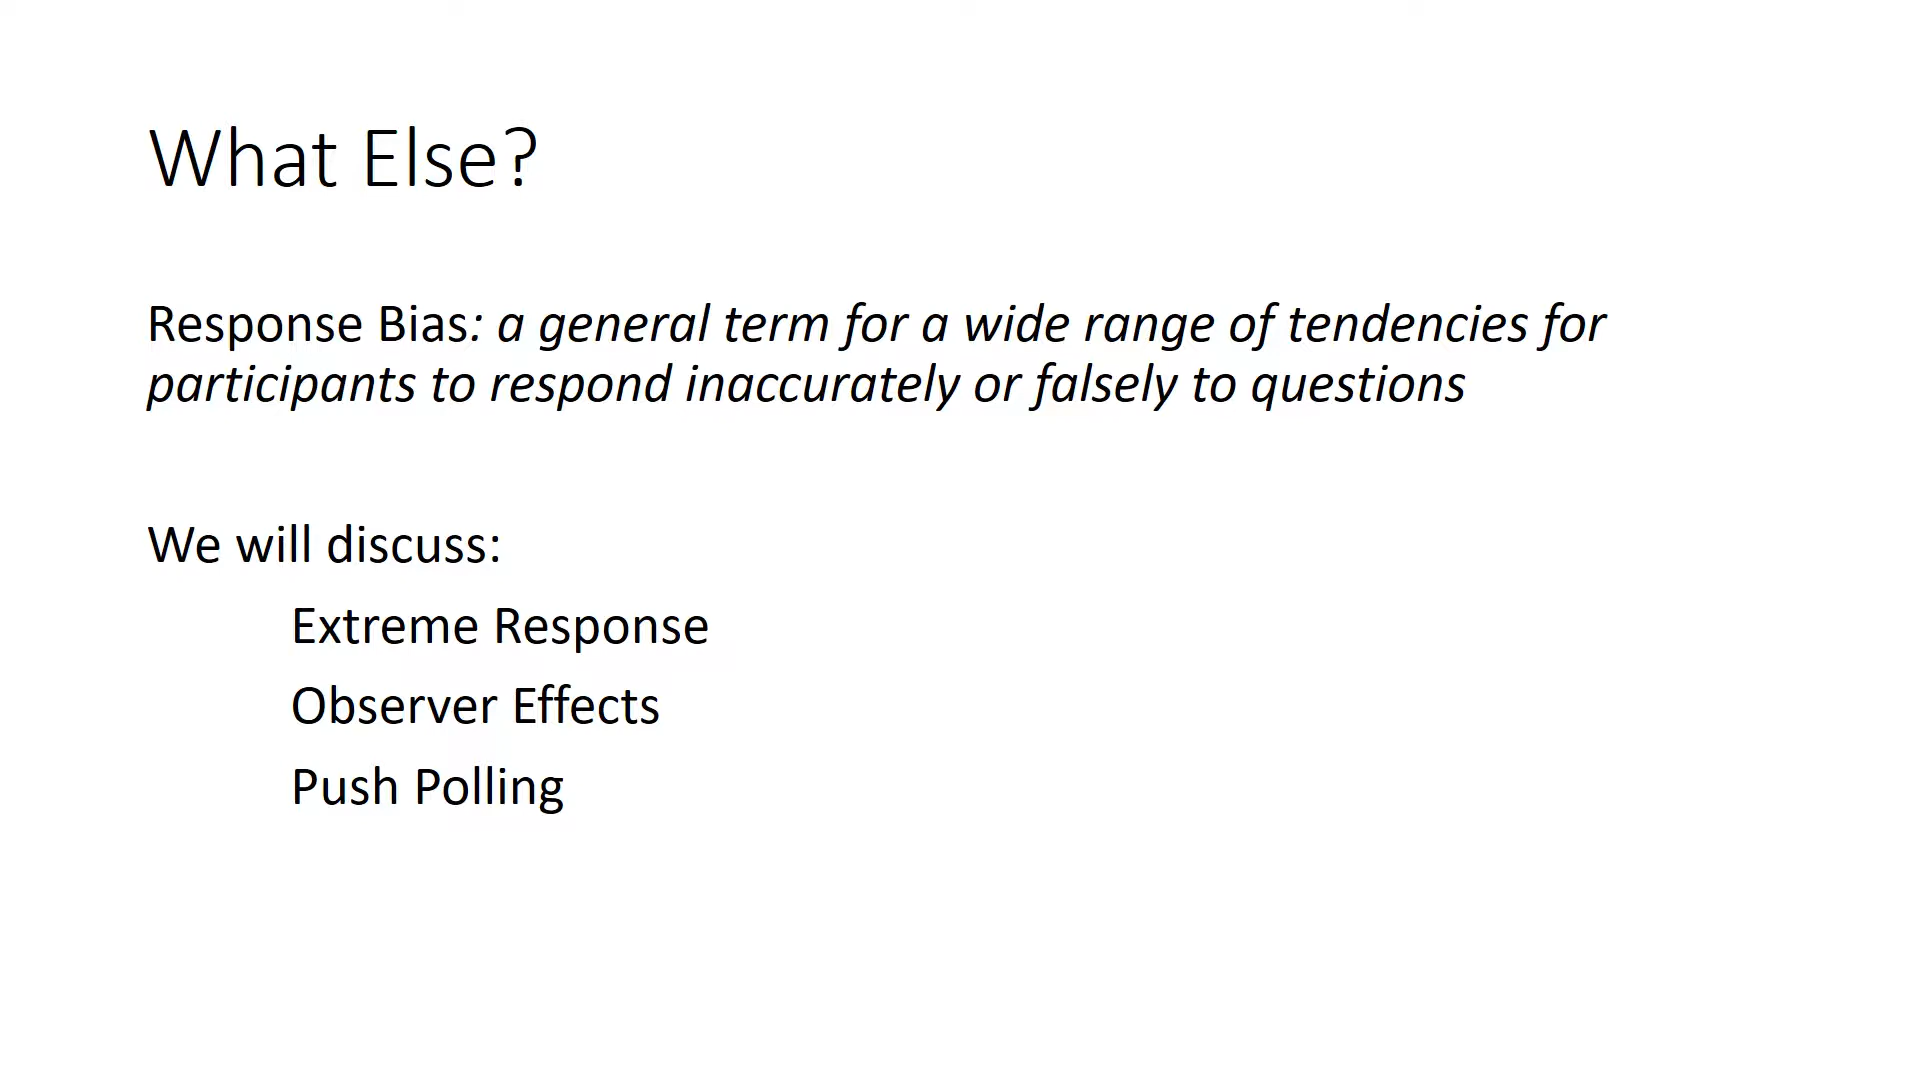 What Else?
Response Bias: a general term for a wide range of tendencies for
participants to respond inaccurately or falsely to questions
We will discuss:
Extreme Response
Observer Effects
Push Polling